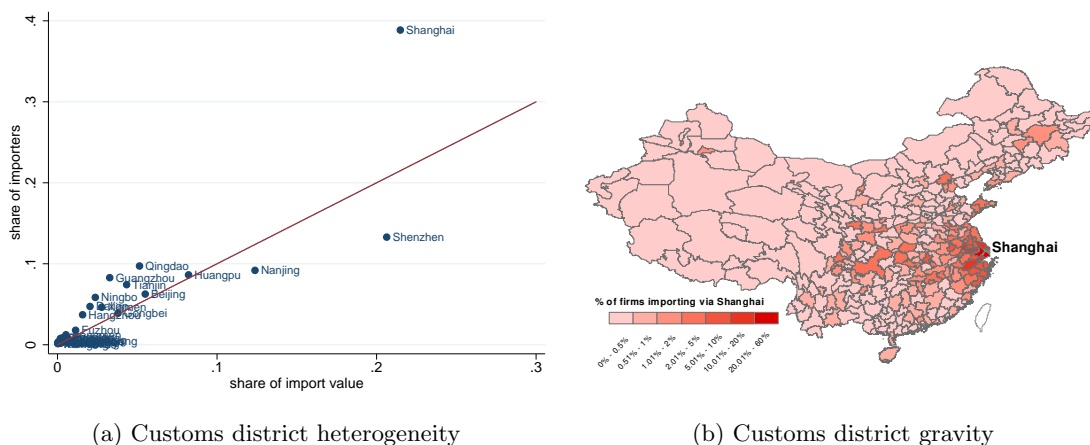 .4
.3
.2
.1
0
share of importers
Shanghai
Shenzhen
Nanjing
Qingdao
Huangpu
Guangzhou
Tianjin
Beijing
Ningbo
Gongbei
Hangzhou
Fuzhou
0
.1
.2
.3
share of import value
(a) Customs district heterogeneity
Shanghai
% of firms importing via Shanghai
0% - 0.5%
0.51% - 1%
1.01% - 2%
2.01% - 5%
5.01% - 10%
10.01% -20%
20.01% - 60%
(b) Customs district gravity